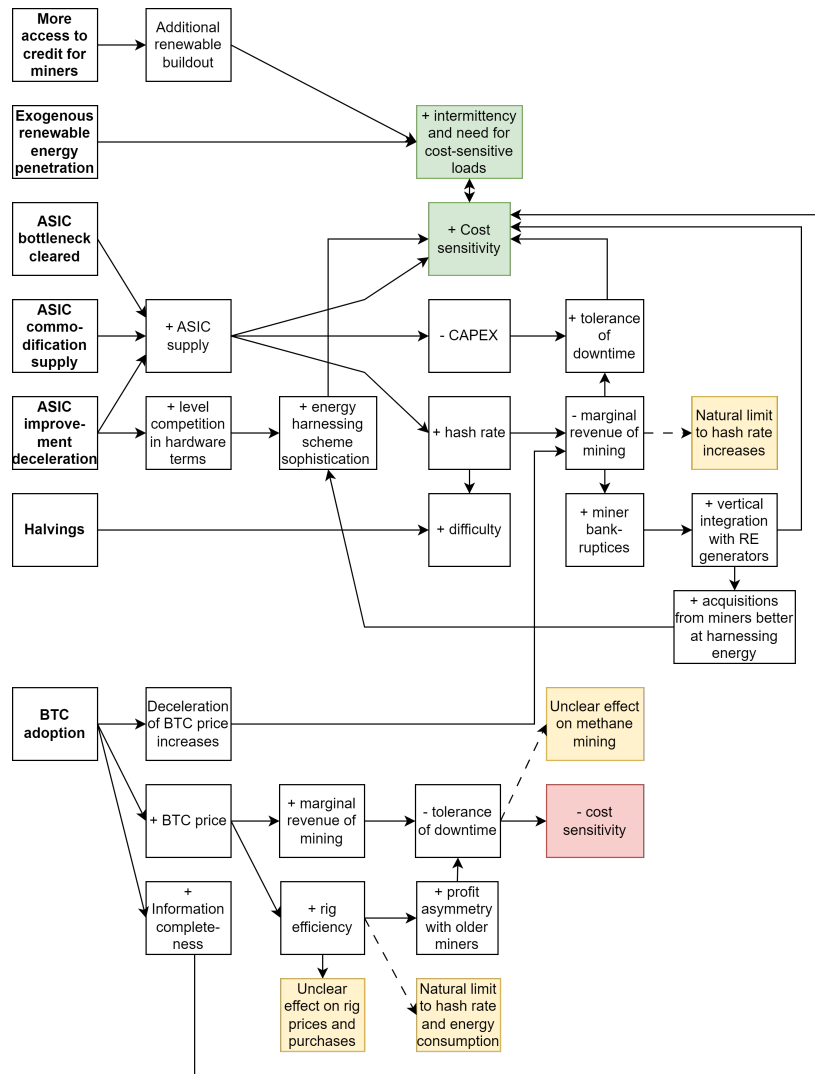 More
access to
credit for
miners
Additional
renewable
buildout
Exogenous
renewable
energy
penetration
+ intermittency
and need for
cost-sensitive
loads
ASIC
bottleneck
cleared
+ Cost
sensitivity
ASIC
commo-
dification
supply
+ ASIC
supply
- CAPEX
+ tolerance
of
downtime
ASIC
improve-
ment
deceleration
+ level
competition
in hardware
terms
+ energy
harnessing
scheme
sophistication
+ hash rate
- marginal
revenue of
mining
Natural limit
to hash rate
increases
Halvings
+ difficulty
+ miner
bank-
ruptices
+ vertical
integration
with RE
generators
+ acquisitions
from miners better
at harnessing
energy
BTC
adoption
Deceleration
of BTC price
increases
Unclear effect
on methane
mining
+ BTC price
+ marginal
revenue of
mining
- tolerance
of downtime
- cost
sensitivity
+
Information
complete-
ness
+ rig
efficiency
+ profit
asymmetry
with older
miners
Unclear
effect on rig
prices and
purchases
Natural limit
to hash rate
and energy
consumption